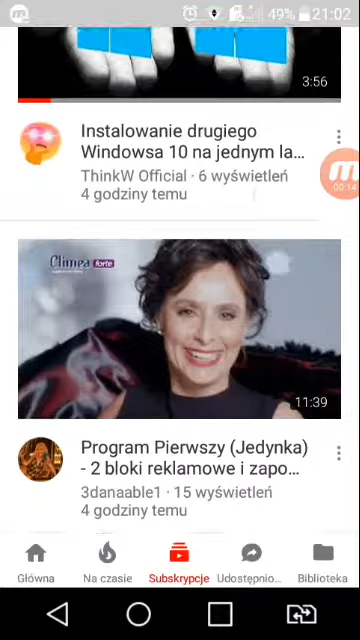 49% 21:02
3:56
Instalowanie drugiego
Windowsa 10 na jednym la...
ThinkW Official · 6 wyświetleń
4 godziny temu
00:14
Climea forte
11:39
Program Pierwszy (Jedynka)
- 2 bloki reklamowe i zapo...
3danaable1 · 15 wyświetleń
4 godziny temu
Główna Na czasie Subskrypcje Udostępnio... Biblioteka